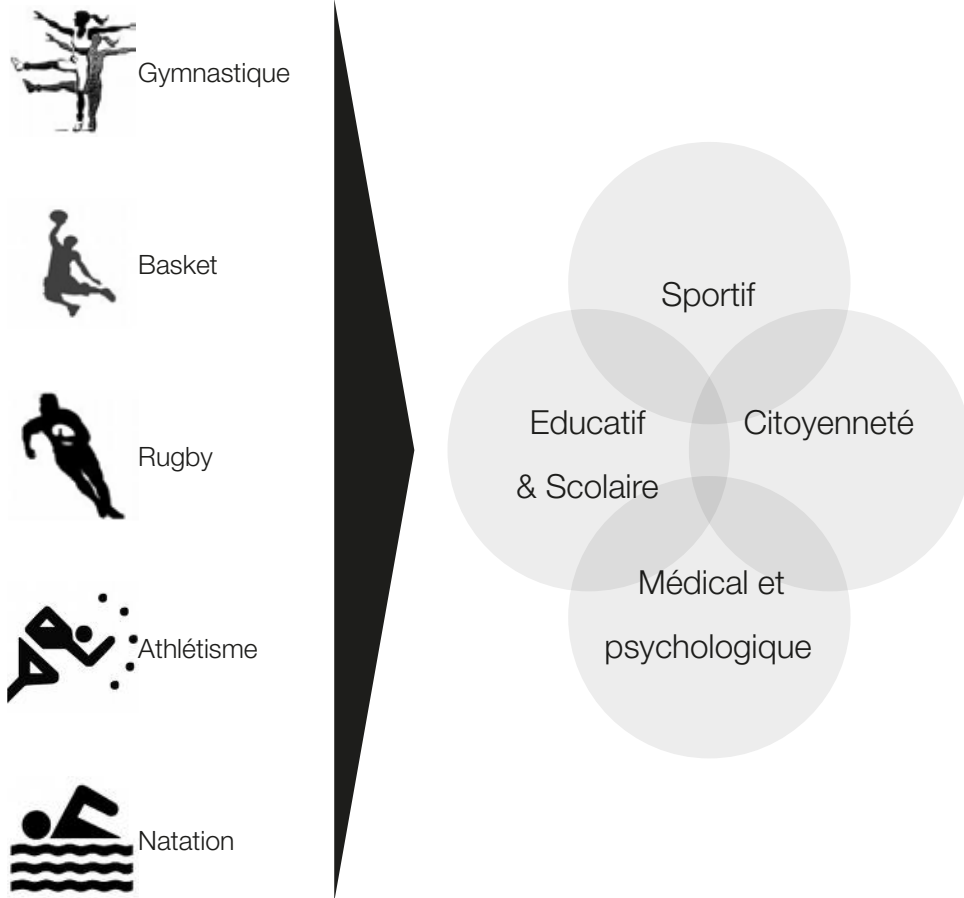 Gymnastique
Basket
Rugby
Athlétisme
Natation
Sportif
Educatif
& Scolaire
Citoyenneté
Médical et
psychologique